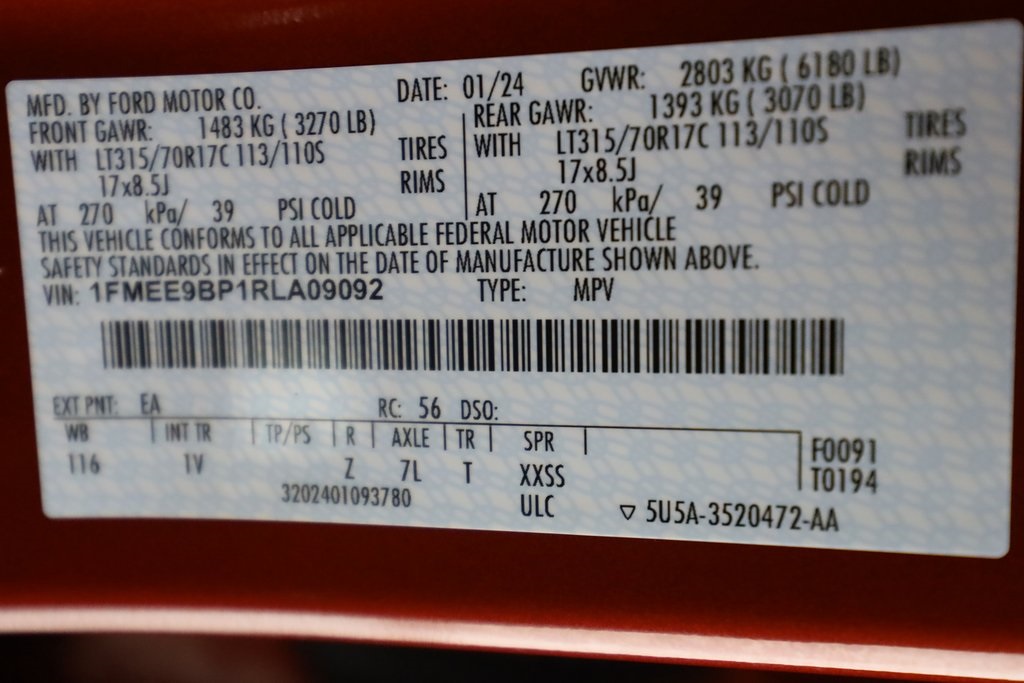 MFD. BY FORD MOTOR CO. DATE: 01/24 GVWR: 2803 KG ( 6180 LB)
FRONT GAWR: 1483 KG ( 3270 LB) REAR GAWR: 1393 KG ( 3070 LB)
WITH LT315/70R17C 113/110S TIRES WITH LT315/70R17C 113/110S TIRES
17x8.5J RIMS 17x8.5J RIMS
AT 270 kPa/ 39 PSI COLD AT 270 kPa/ 39 PSI COLD
THIS VEHICLE CONFORMS TO ALL APPLICABLE FEDERAL MOTOR VEHICLE
SAFETY STANDARDS IN EFFECT ON THE DATE OF MANUFACTURE SHOWN ABOVE.
VIN: 1FMEE9BP1RLA09092 TYPE: MPV
EXT PNT: EA RC: 56 DSO:
WB INT TR TP/PS R AXLE TR SPR F0091
116 1V Z 7L T XXSS T0194
3202401093780 ULC ▽ 5U5A-3520472-AA